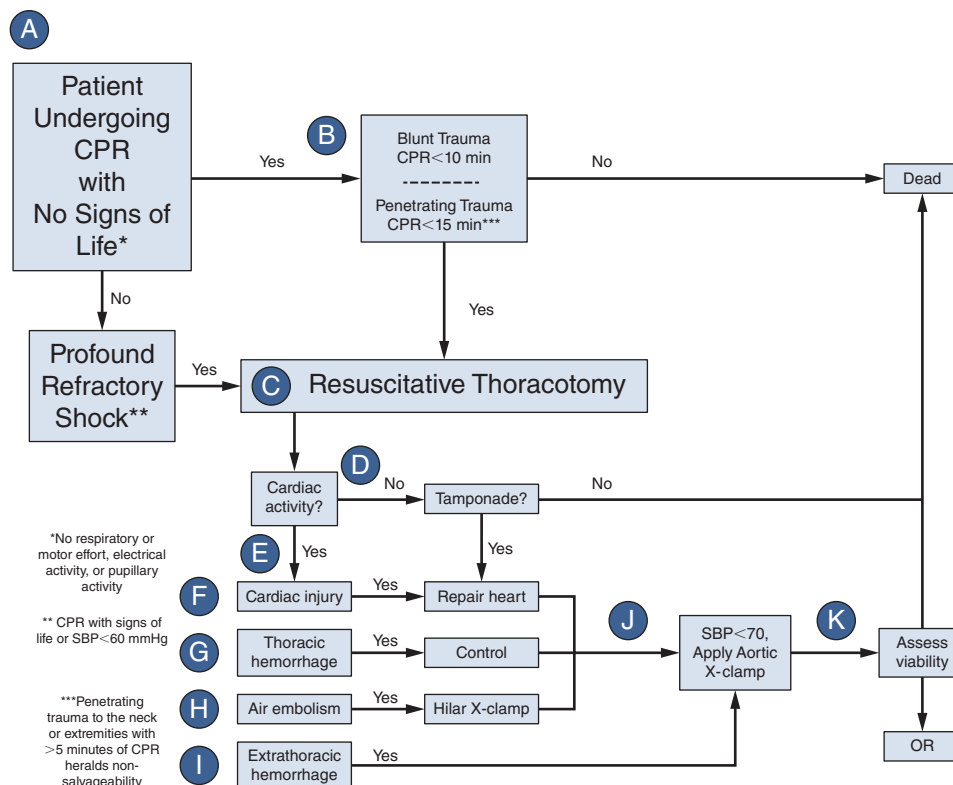 A
Patient
Undergoing
CPR
with
No Signs of
Life*
Yes
B
Blunt Trauma
CPR<10 min
----------
Penetrating Trauma
CPR<15 min***
No
Dead
No
Yes
Profound
Refractory
Shock**
Yes
C
Resuscitative Thoracotomy
D
Cardiac
activity?
No
Tamponade?
No
E
Yes
Yes
F
Cardiac injury
Yes
Repair heart
G
Thoracic
hemorrhage
Yes
Control
H
Air embolism
Yes
Hilar X-clamp
I
Extrathoracic
hemorrhage
Yes
J
SBP<70,
Apply Aortic
X-clamp
K
Assess
viability
OR
*No respiratory or
motor effort, electrical
activity, or pupillary
activity
** CPR with signs of
life or SBP<60 mmHg
***Penetrating
trauma to the neck
or extremities with
>5 minutes of CPR
heralds non-
salvageability